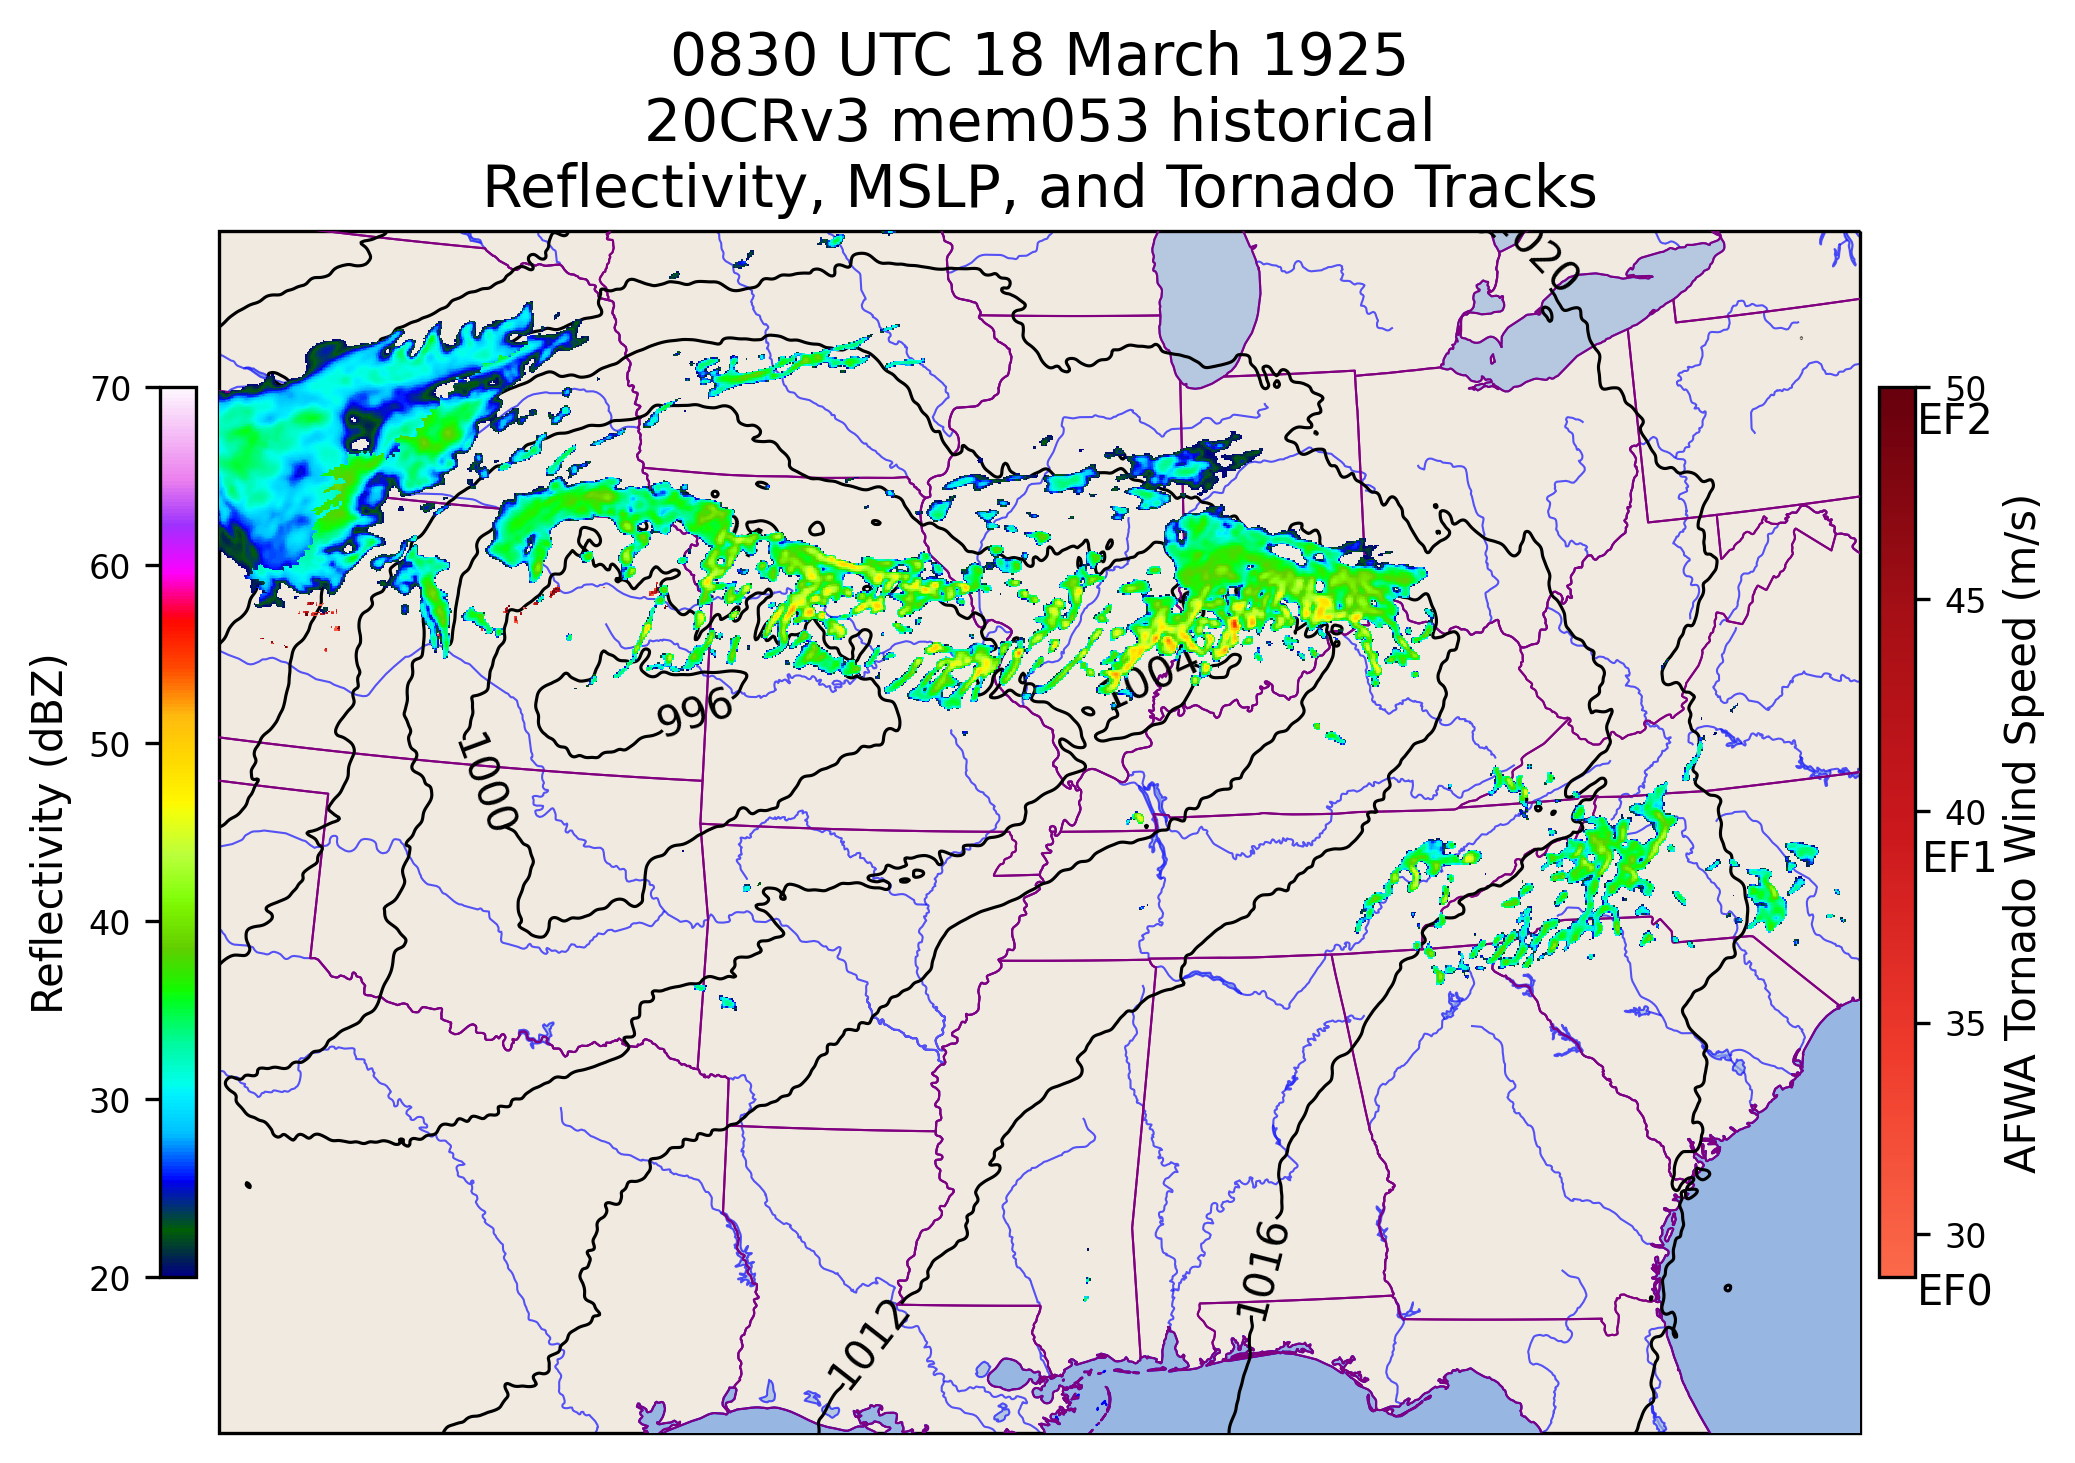 0830 UTC 18 March 1925
20CRv3 mem053 historical
Reflectivity, MSLP, and Tornado Tracks
Reflectivity (dBZ)
70
60
50
40
30
20
1020
1004
996
1000
1016
1012
50
EF2
45
40
EF1
35
30
EF0
AFWA Tornado Wind Speed (m/s)